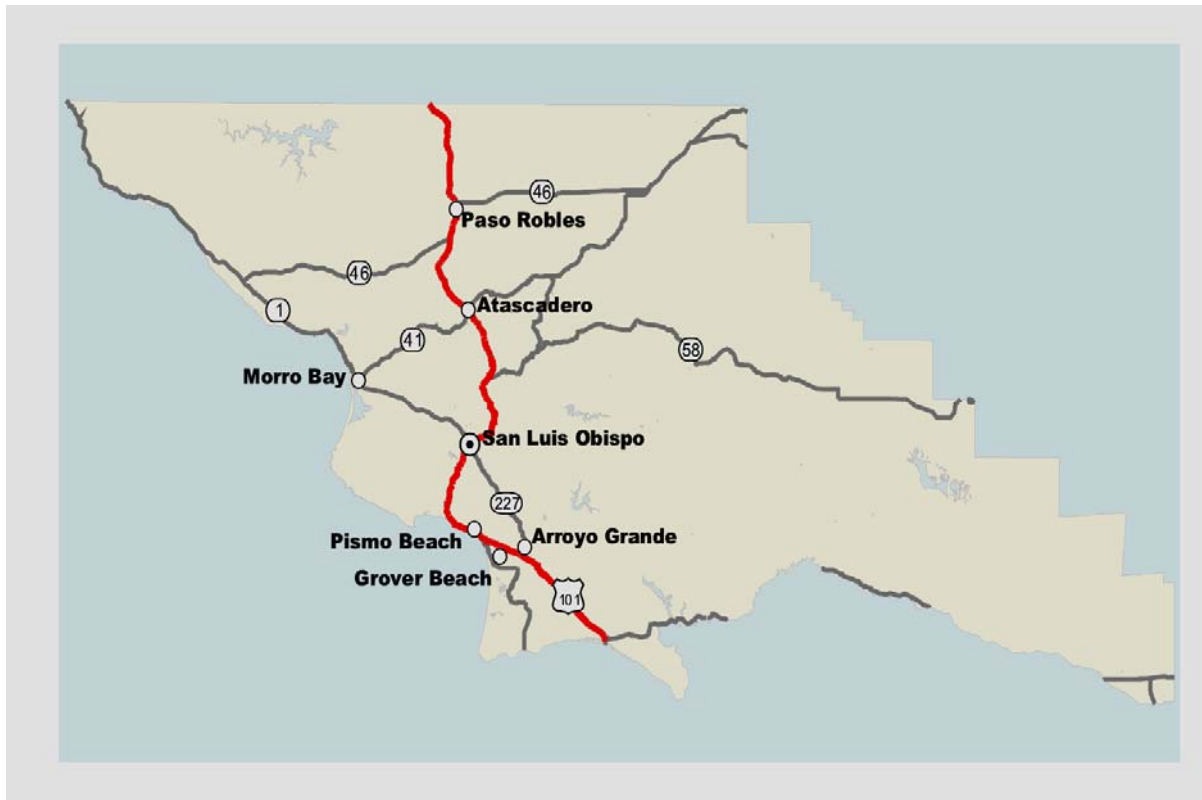 46
Paso Robles
46
Atascadero
1
41
58
Morro Bay
San Luis Obispo
227
Pismo Beach
Arroyo Grande
Grover Beach
101